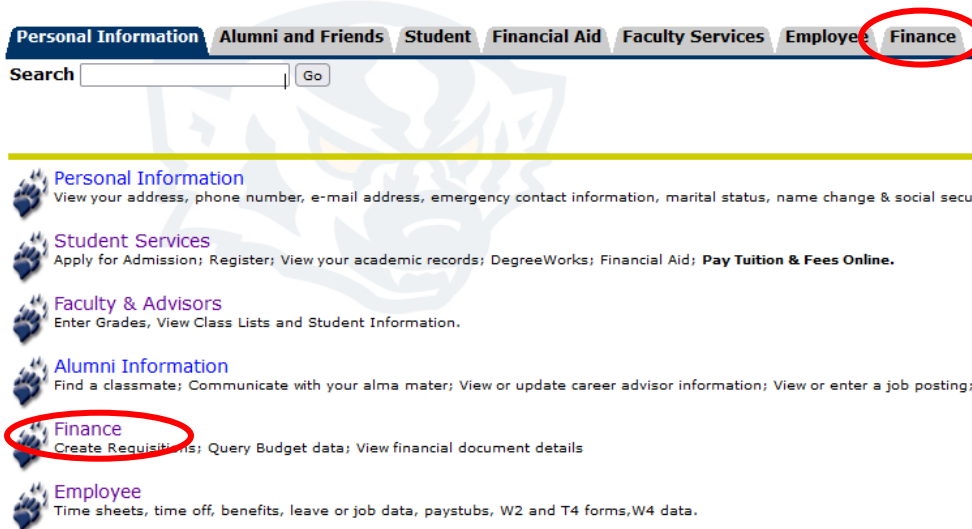 Personal Information Alumni and Friends Student Financial Aid Faculty Services Employee Finance
Search Go
Personal Information
View your address, phone number, e-mail address, emergency contact information, marital status, name change & social secu
Student Services
Apply for Admission; Register; View your academic records; DegreeWorks; Financial Aid; Pay Tuition & Fees Online.
Faculty & Advisors
Enter Grades, View Class Lists and Student Information.
Alumni Information
Find a classmate; Communicate with your alma mater; View or update career advisor information; View or enter a job posting;
Finance
Create Requisitions; Query Budget data; View financial document details
Employee
Time sheets, time off, benefits, leave or job data, paystubs, W2 and T4 forms,W4 data.